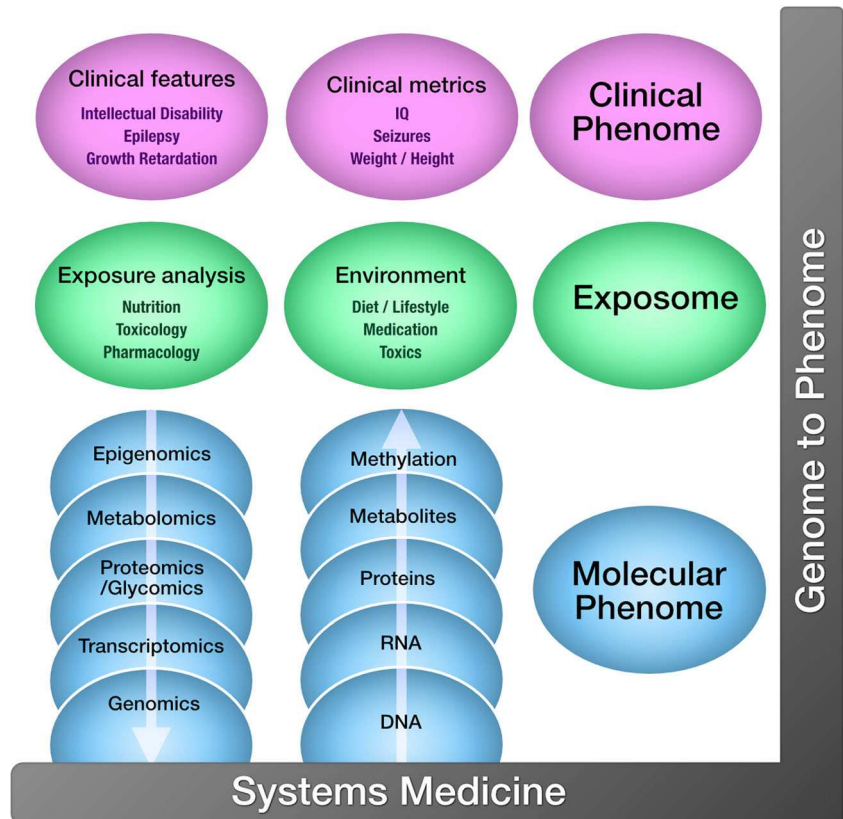 Clinical features
Intellectual Disability
Epilepsy
Growth Retardation
Clinical metrics
IQ
Seizures
Weight / Height
Clinical
Phenome
Exposure analysis
Nutrition
Toxicology
Pharmacology
Environment
Diet / Lifestyle
Medication
Toxics
Exposome
Epigenomics
Metabolomics
Proteomics
/Glycomics
Transcriptomics
Genomics
Methylation
Metabolites
Proteins
RNA
DNA
Molecular
Phenome
Genome to Phenome
Systems Medicine